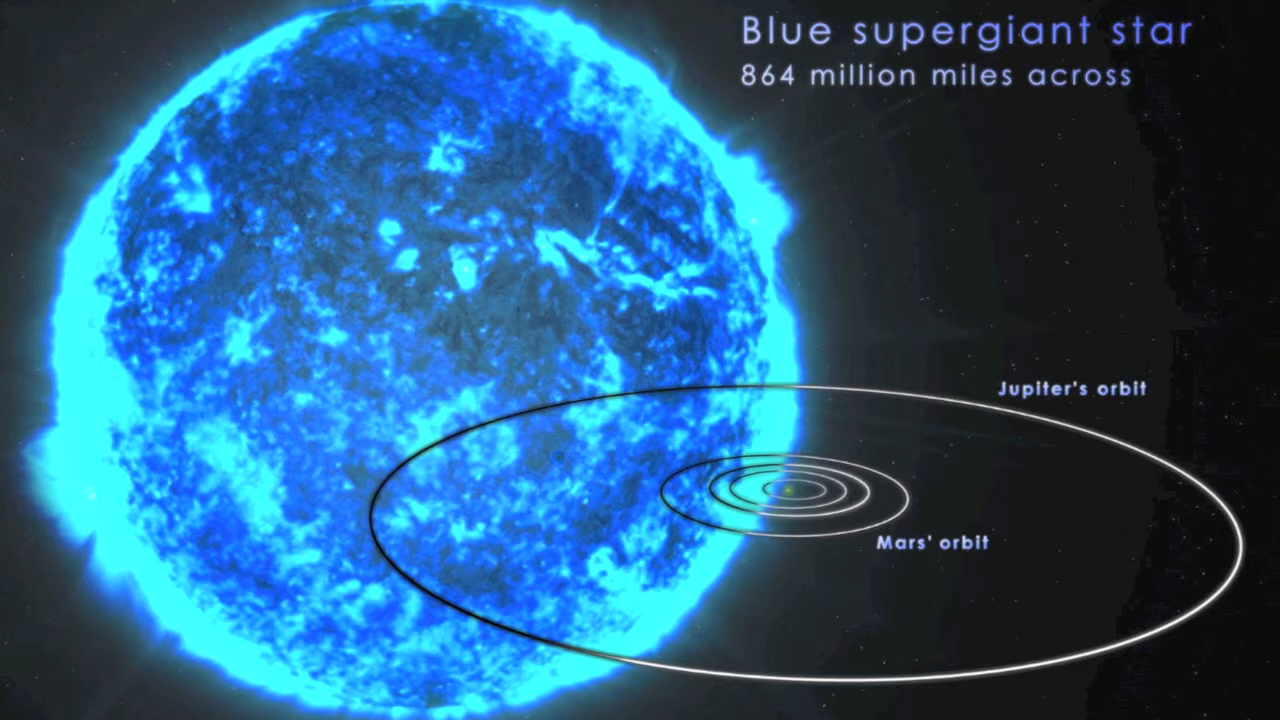 Blue supergiant star
864 million miles across
Jupiter's orbit
Mars' orbit